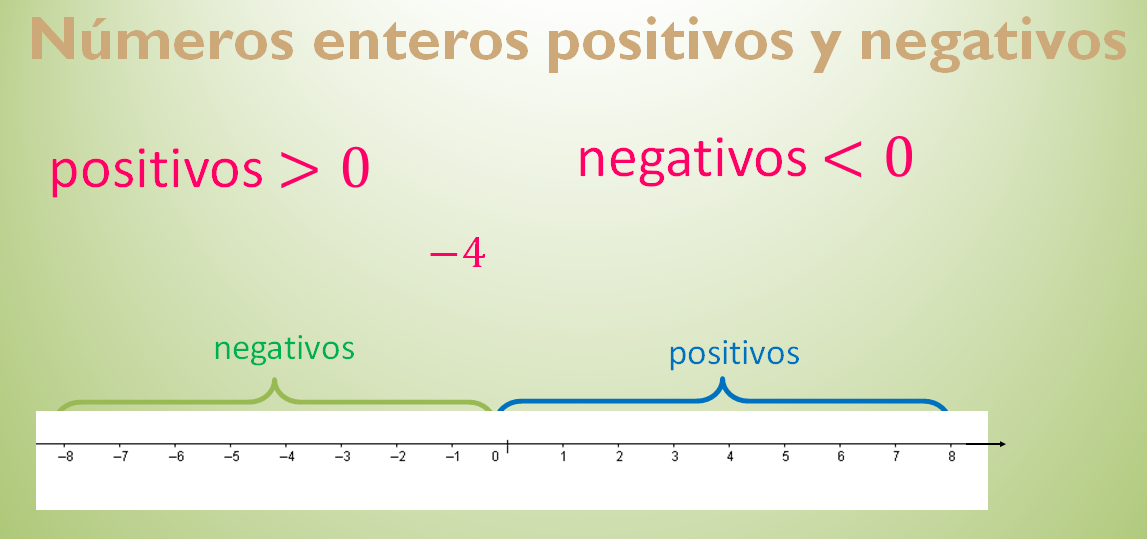 Números enteros positivos y negativos
positivos > 0
negativos < 0
−4
negativos
positivos
−8 −7 −6 −5 −4 −3 −2 −1 0 1 2 3 4 5 6 7 8